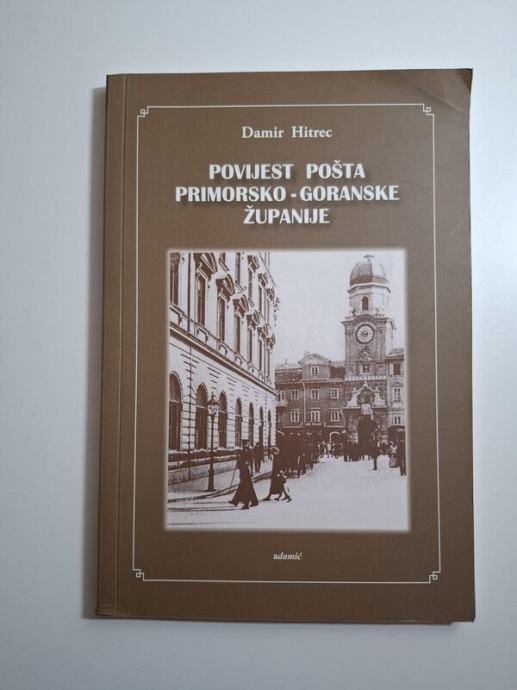 Damir Hitrec
POVIJEST POŠTA
PRIMORSKO-GORANSKE
ŽUPANIJE
adamić